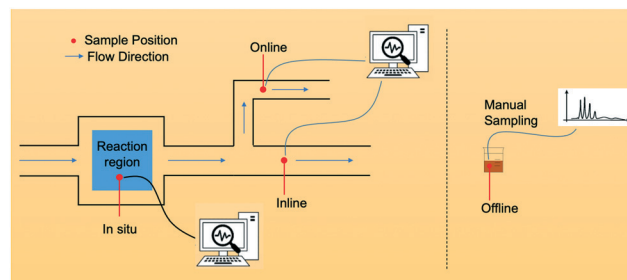 Sample Position
Flow Direction
Online
Reaction
region
In situ
Inline
Manual
Sampling
Offline